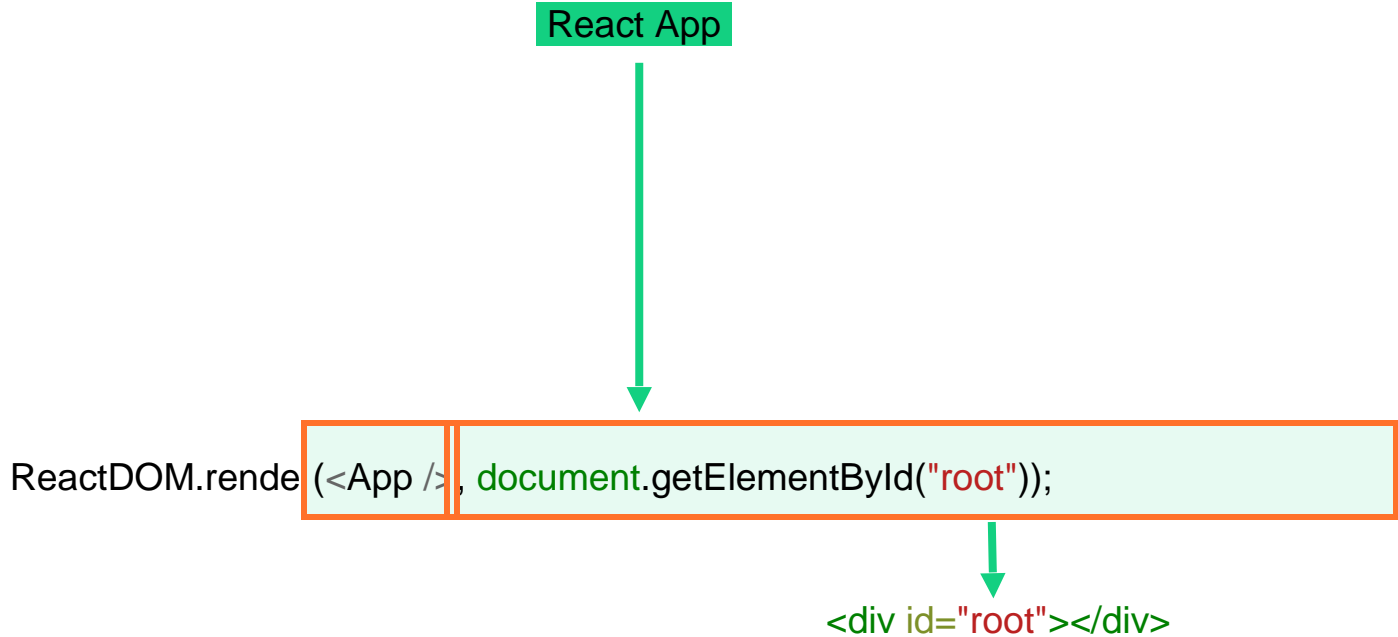 React App
ReactDOM.rende(<App />, document.getElementById("root"));
<div id="root"></div>